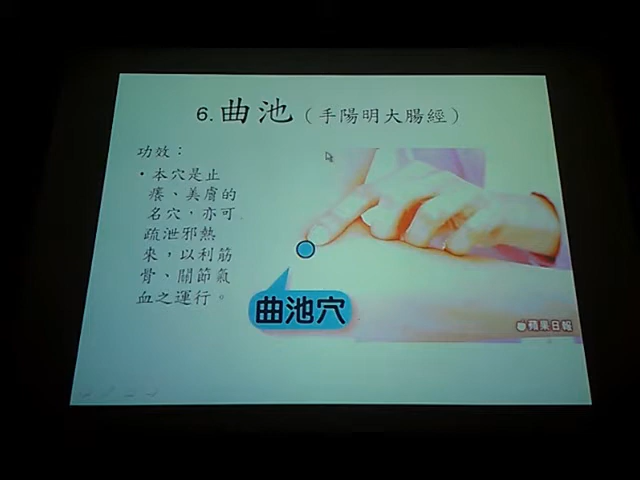 6. 曲池（手陽明大腸經）
功效：
・本穴是止
癢、美膚的
名穴，亦可
疏泄邪熱
來，以利筋
骨、關節氣
血之運行。
曲池穴
蘋果日報